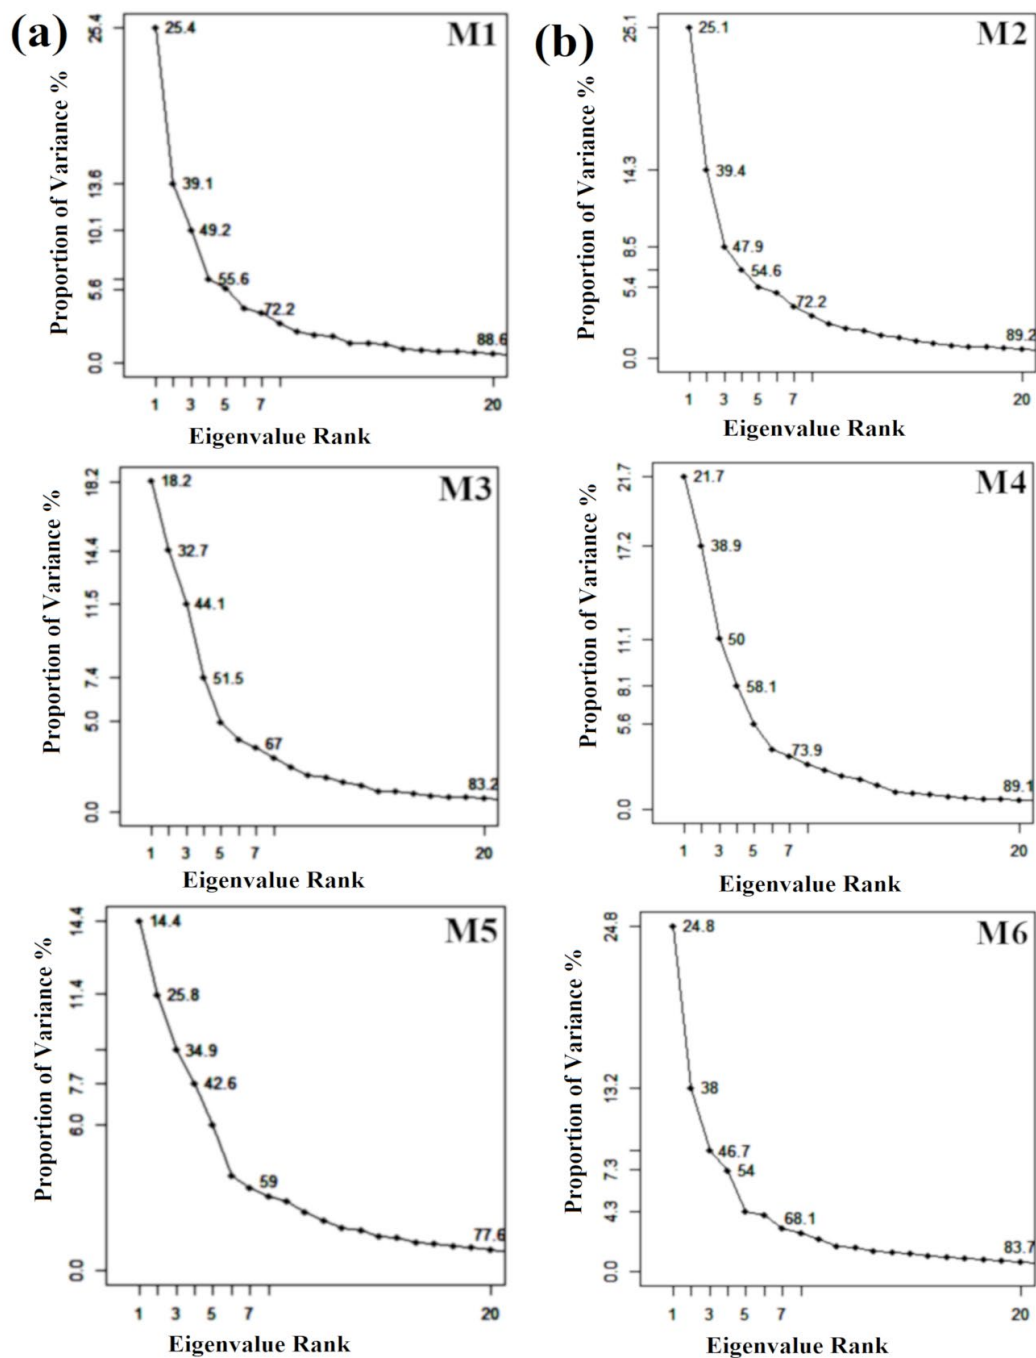 (a)
M1
Proportion of Variance %
25.4
13.6
10.1
5.6
0.0
25.4
39.1
49.2
55.6
72.2
88.6
1 3 5 7 20
Eigenvalue Rank
(b)
M2
Proportion of Variance %
25.1
14.3
8.5
5.4
0.0
25.1
39.4
47.9
54.6
72.2
89.2
1 3 5 7 20
Eigenvalue Rank
M3
Proportion of Variance %
18.2
14.4
11.5
7.4
5.0
0.0
18.2
32.7
44.1
51.5
67
83.2
1 3 5 7 20
Eigenvalue Rank
M4
Proportion of Variance %
21.7
17.2
11.1
8.1
5.6
0.0
21.7
38.9
50
58.1
73.9
89.1
1 3 5 7 20
Eigenvalue Rank
M5
Proportion of Variance %
14.4
11.4
7.7
6.0
0.0
14.4
25.8
34.9
42.6
59
77.6
1 3 5 7 20
Eigenvalue Rank
M6
Proportion of Variance %
24.8
13.2
7.3
4.3
0.0
24.8
38
46.7
54
68.1
83.7
1 3 5 7 20
Eigenvalue Rank